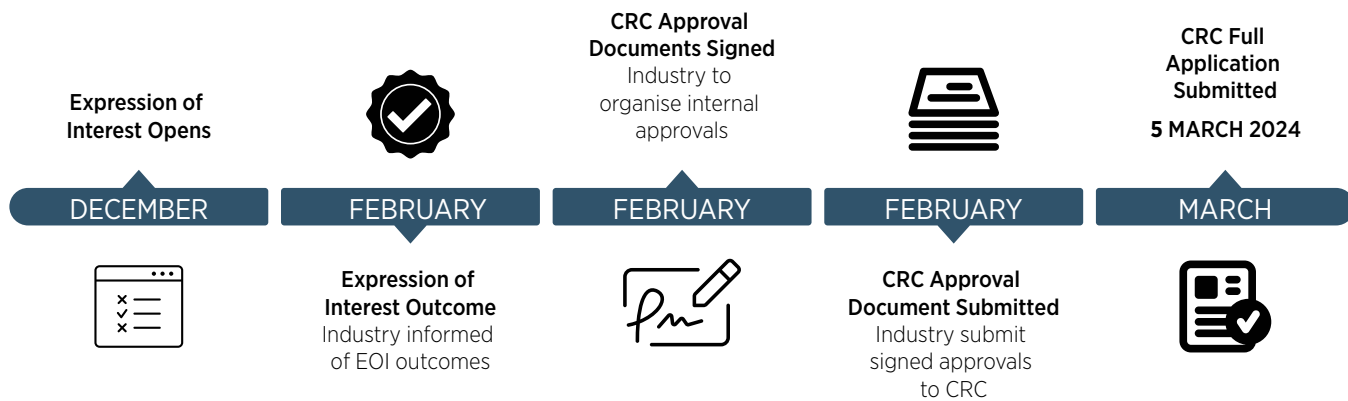 Expression of
Interest Opens
DECEMBER
FEBRUARY
Expression of
Interest Outcome
Industry informed
of EOI outcomes
CRC Approval
Documents Signed
Industry to
organise internal
approvals
FEBRUARY
FEBRUARY
CRC Approval
Document Submitted
Industry submit
signed approvals
to CRC
CRC Full
Application
Submitted
5 MARCH 2024
MARCH